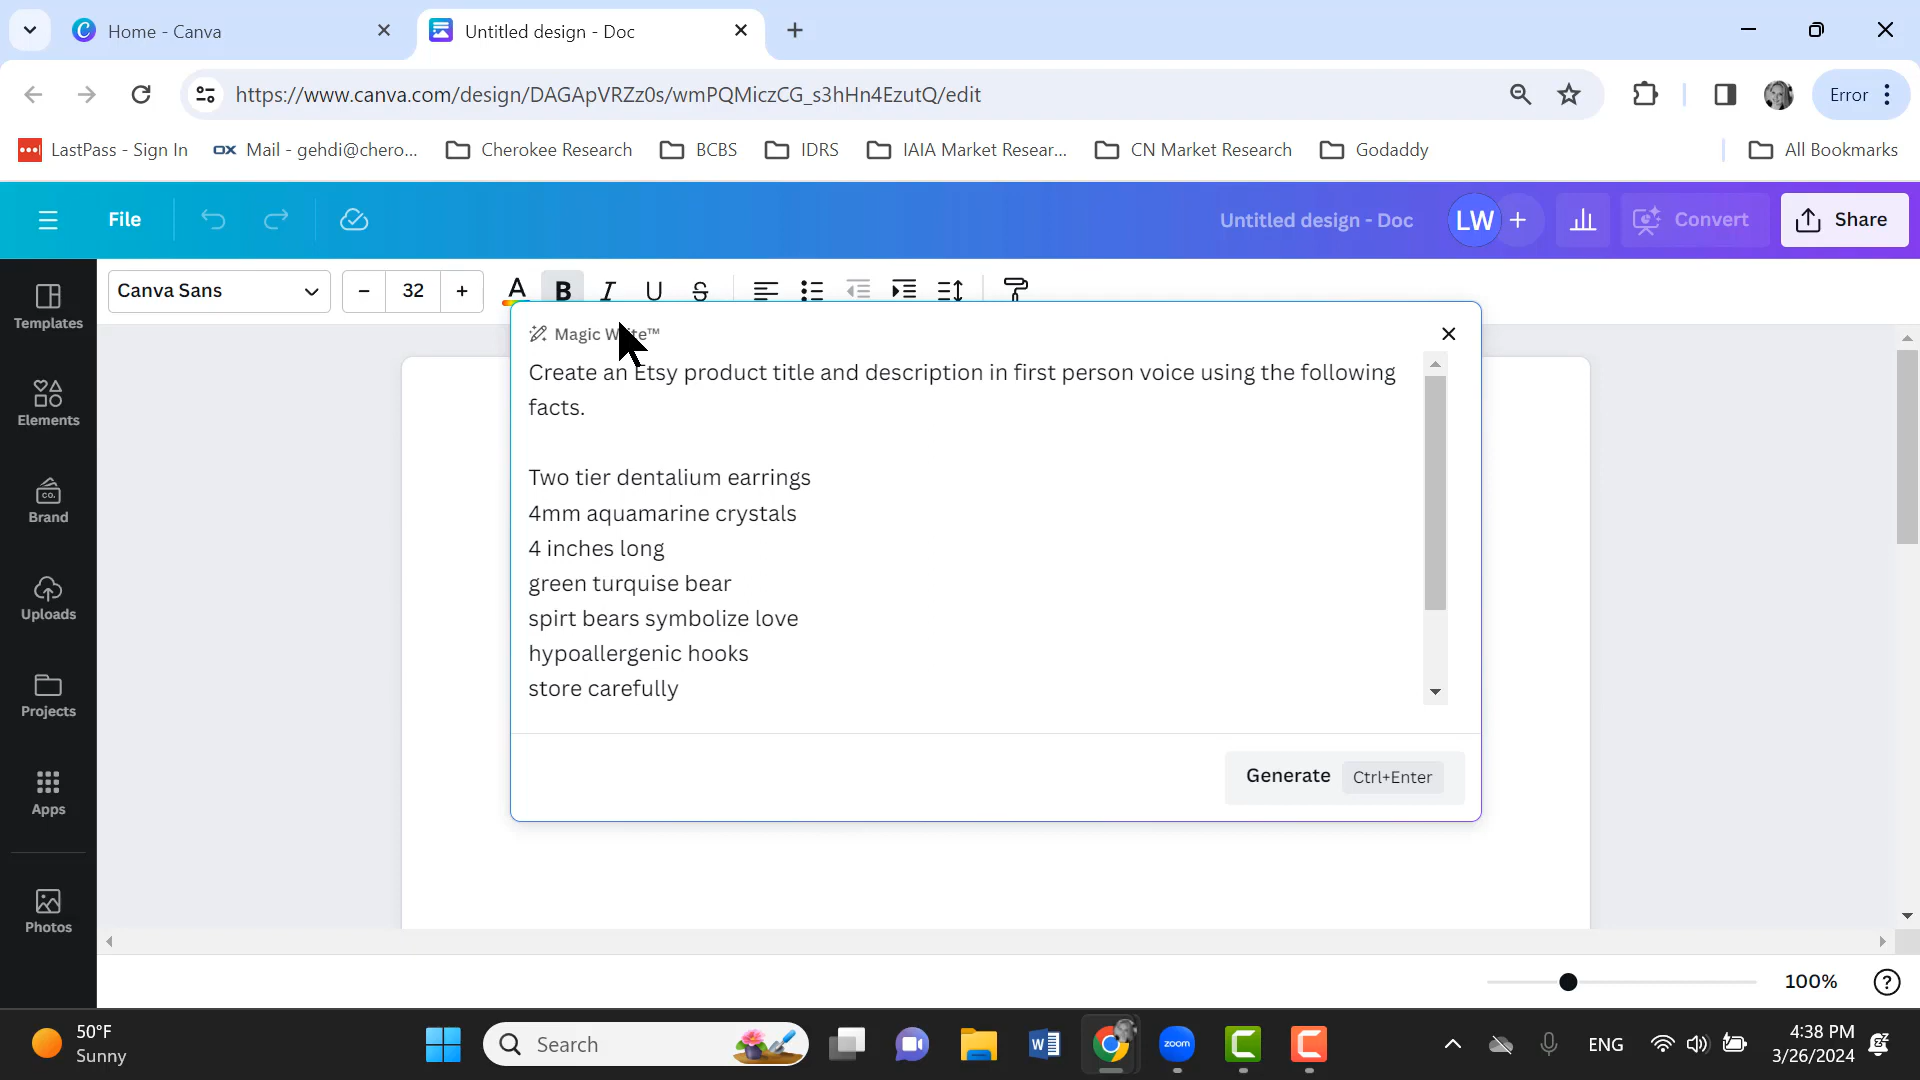 Home - Canva
Untitled design - Doc
https://www.canva.com/design/DAGApVRZz0s/wmPQMiczCG_s3hHn4EzutQ/edit
Error
LastPass - Sign In
Mail - gehdi@chero...
Cherokee Research
BCBS
IDRS
IAIA Market Resear...
CN Market Research
Godaddy
All Bookmarks
File
Untitled design - Doc
LW
Convert
Share
Canva Sans
32
Templates
Elements
Brand
Uploads
Projects
Apps
Photos
Magic Write™
Create an Etsy product title and description in first person voice using the following
facts.
Two tier dentalium earrings
4mm aquamarine crystals
4 inches long
green turquise bear
spirt bears symbolize love
hypoallergenic hooks
store carefully
Generate
Ctrl+Enter
100%
50°F
Sunny
Search
zoom
ENG
4:38 PM
3/26/2024